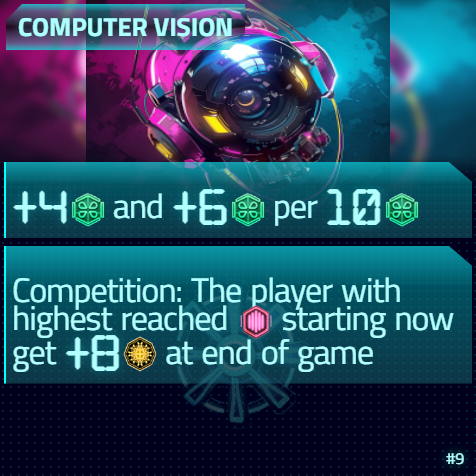 COMPUTER VISION
+4 and +6 per 10
Competition: The player with
highest reached starting now
get +8 at end of game
#9